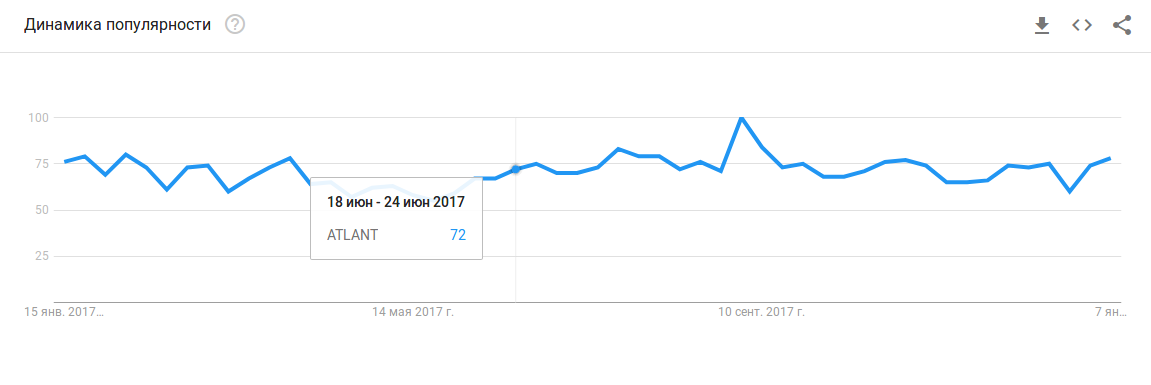 Динамика популярности
100
75
50
25
18 июн - 24 июн 2017
ATLANT 72
15 янв. 2017…
14 мая 2017 г.
10 сент. 2017 г.
7 ян…